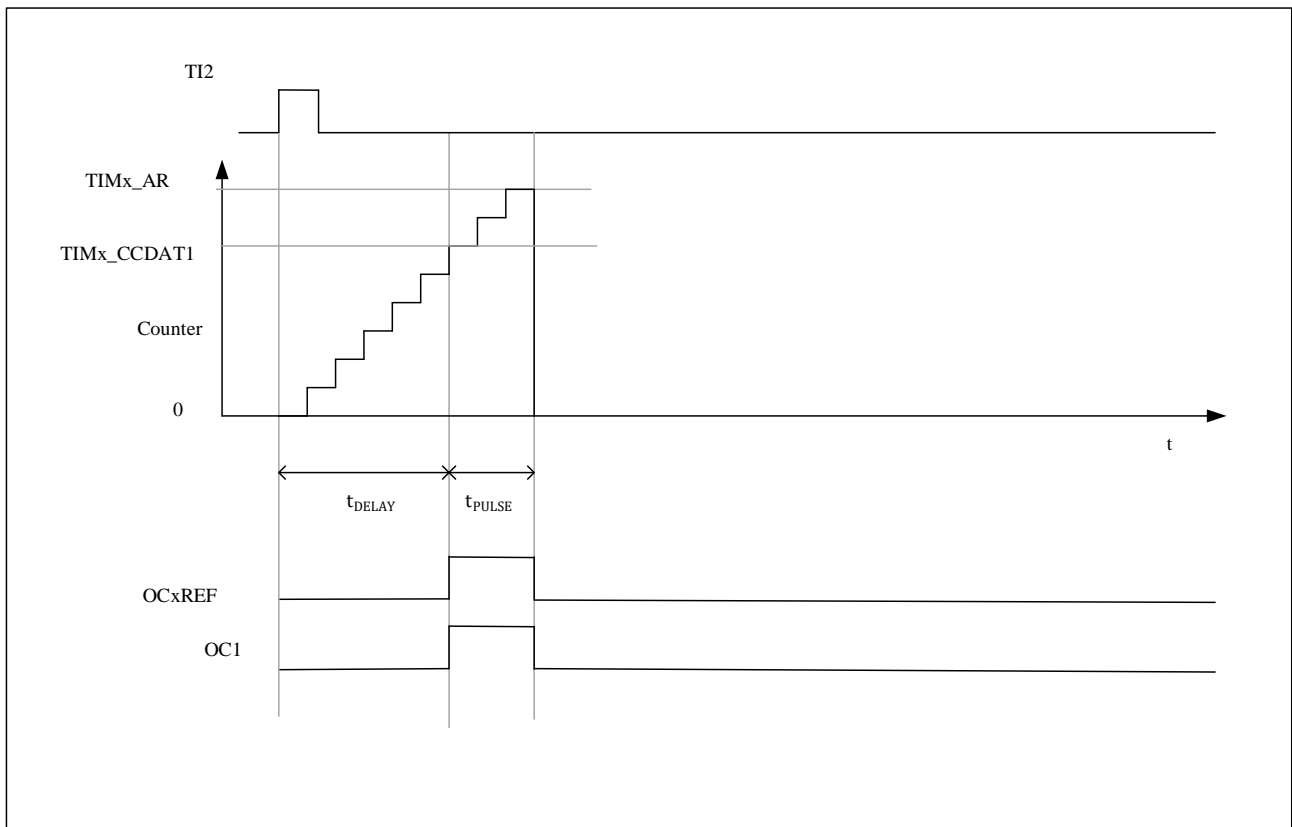 TI2
TIMx_AR
TIMx_CCDAT1
Counter
0
t
tDELAY
tPULSE
OCxREF
OC1